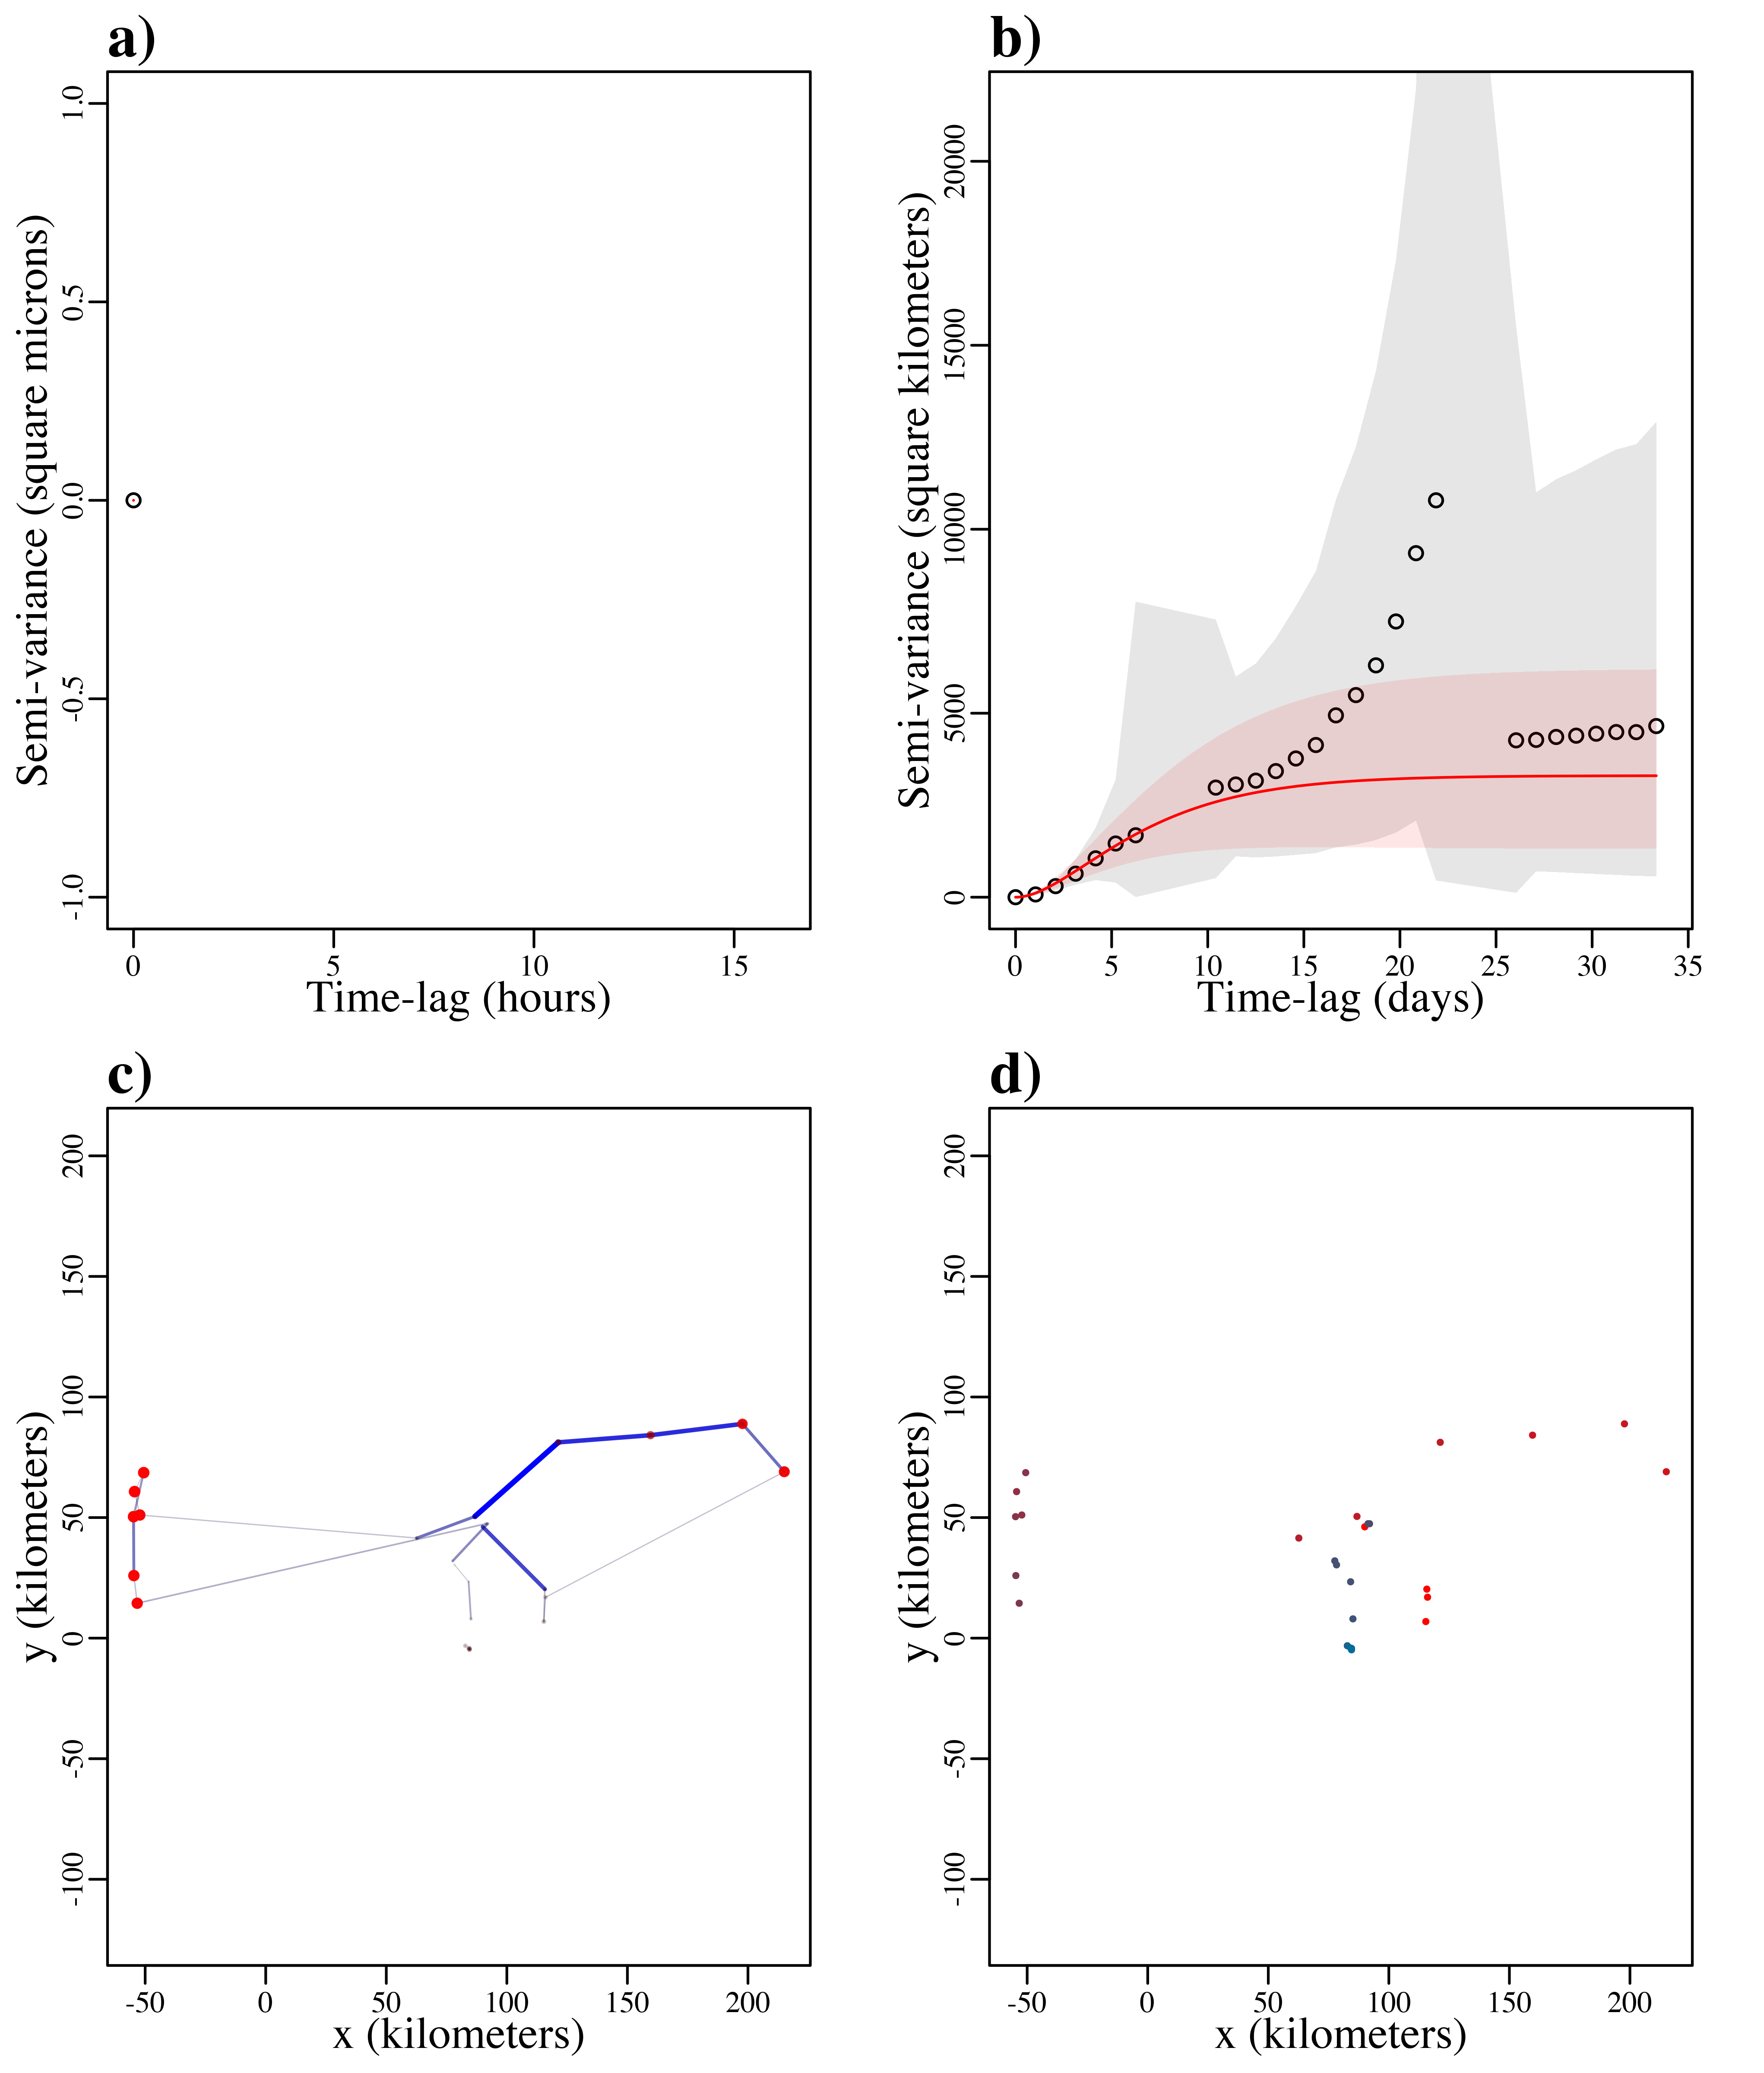 a)
Semi-variance (square microns)
1.0
0.5
0.0
-0.5
-1.0
0 5 10 15
Time-lag (hours)
b)
Semi-variance (square kilometers)
20000
15000
10000
5000
0
0 5 10 15 20 25 30 35
Time-lag (days)
c)
y (kilometers)
200
150
100
50
0
-50
-100
-50 0 50 100 150 200
x (kilometers)
d)
y (kilometers)
200
150
100
50
0
-50
-100
-50 0 50 100 150 200
x (kilometers)